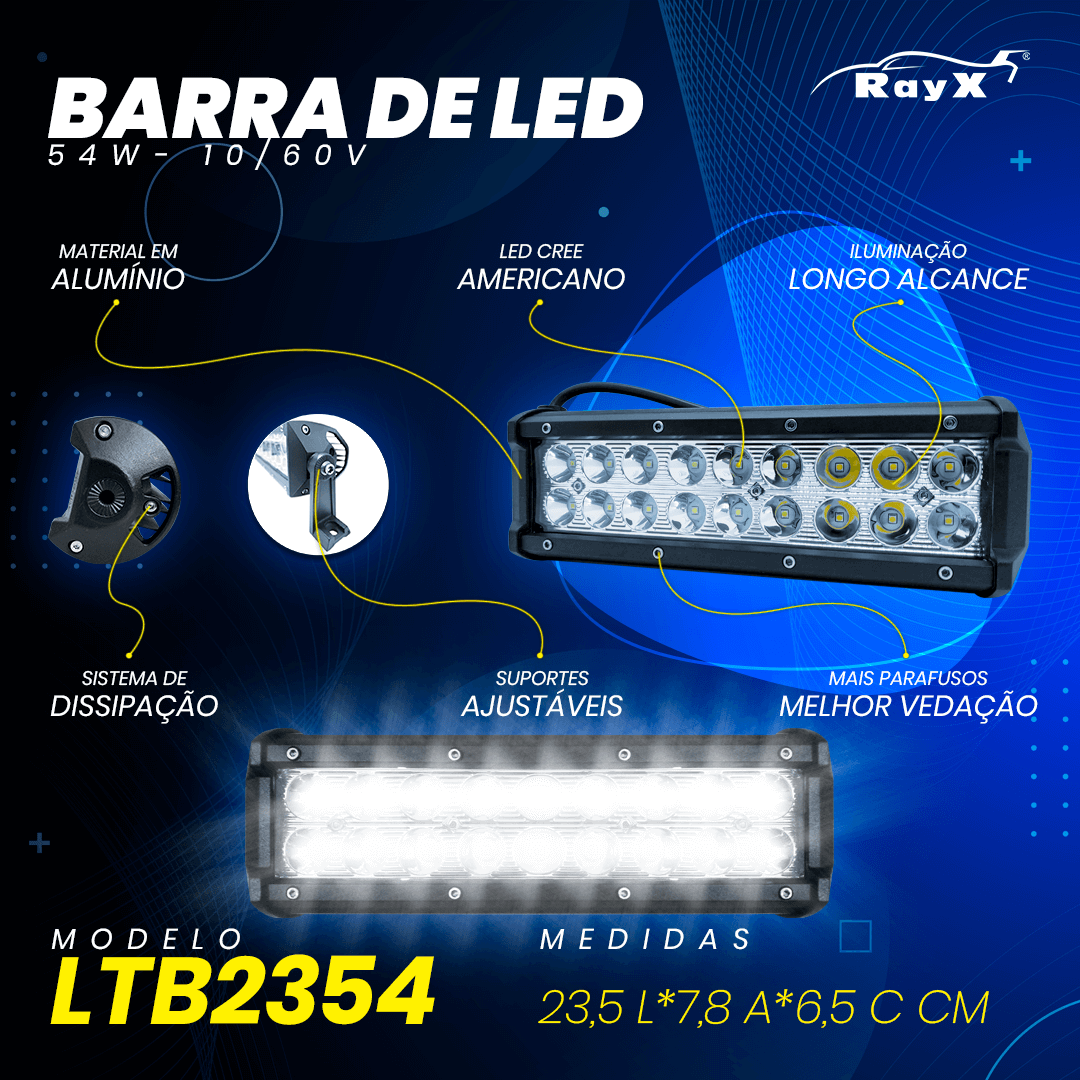 BARRA DE LED
54W- 10/60V
RayX®
MATERIAL EM
ALUMÍNIO
LED CREE
AMERICANO
ILUMINAÇÃO
LONGO ALCANCE
SISTEMA DE
DISSIPAÇÃO
SUPORTES
AJUSTÁVEIS
MAIS PARAFUSOS
MELHOR VEDAÇÃO
MODELO
LTB2354
MEDIDAS
23,5 L*7,8 A*6,5 C CM